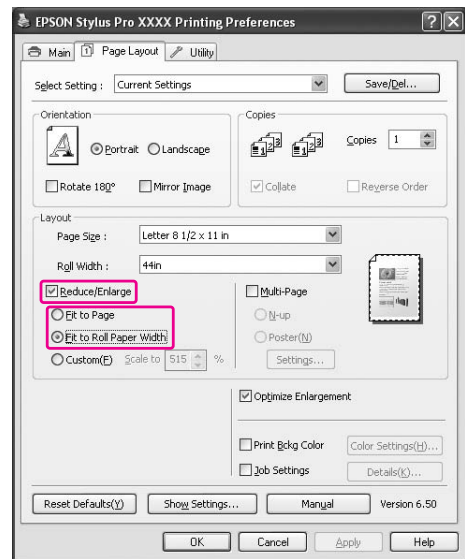 EPSON Stylus Pro XXXX Printing Preferences
Main Page Layout Utility
Select Setting : Current Settings Save/Del...
Orientation
Portrait Landscape
Rotate 180° Mirror Image
Copies
Copies 1
Collate Reverse Order
Layout
Page Size : Letter 8 1/2 x 11 in
Roll Width : 44in
Reduce/Enlarge
Fit to Page
Fit to Roll Paper Width
Custom(F) Scale to 515 %
Multi-Page
N-up
Poster(N)
Settings...
Optimize Enlargement
Print Bckg Color Color Settings(H)...
Job Settings Details(K)...
Reset Defaults(Y) Show Settings... Manual Version 6.50
OK Cancel Apply Help